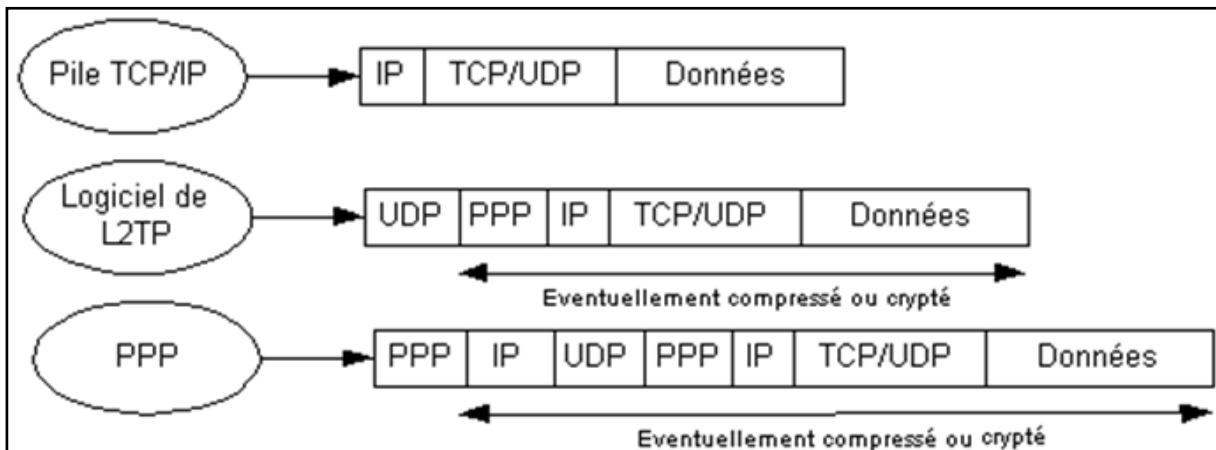 Pile TCP/IP
IP TCP/UDP Données
Logiciel de
L2TP
UDP PPP IP TCP/UDP Données
Eventuellement compressé ou crypté
PPP
PPP IP UDP PPP IP TCP/UDP Données
Eventuellement compressé ou crypté